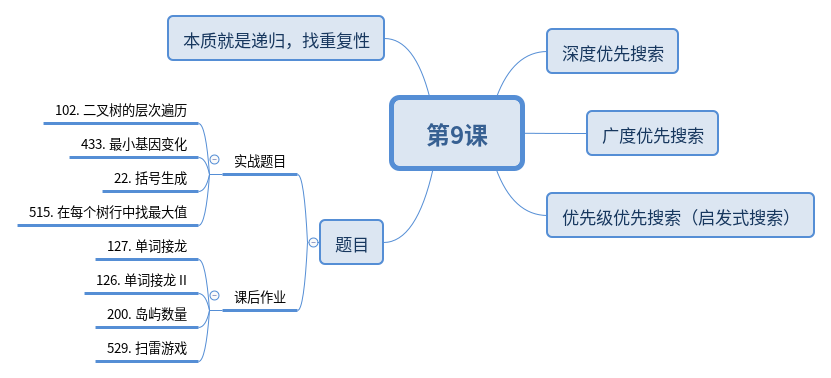 第9课
本质就是递归，找重复性
深度优先搜索
广度优先搜索
优先级优先搜索（启发式搜索）
题目
实战题目
102. 二叉树的层次遍历
433. 最小基因变化
22. 括号生成
515. 在每个树行中找最大值
课后作业
127. 单词接龙
126. 单词接龙 II
200. 岛屿数量
529. 扫雷游戏